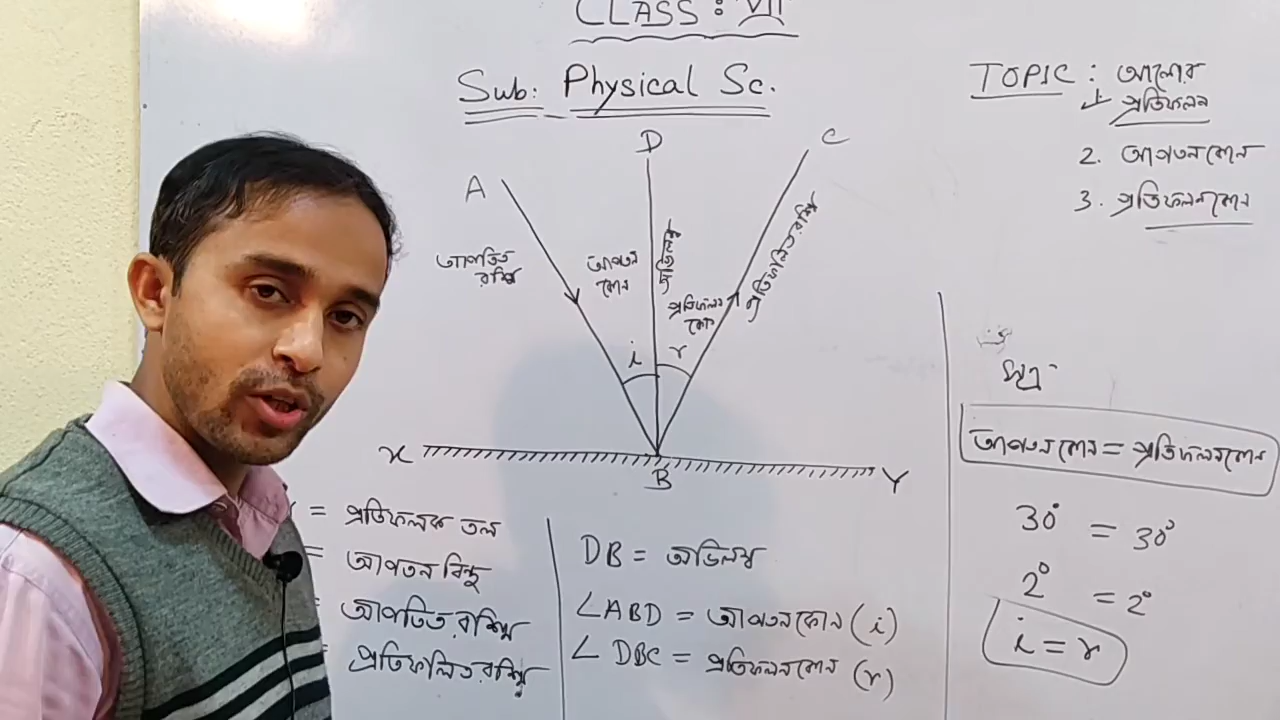 CLASS: VII
Sub: Physical Sc.
TOPIC: আলোর
1. প্রতিফলন
2. আপতন কোন
3. প্রতিফলন কোন
A
D
C
আপতিত
রশ্মি
আপতন
কোন
অভিলম্ব
প্রতিফলন
কোন
প্রতিফলিত রশ্মি
i
r
X
B
Y
সূত্র
আপতন কোন = প্রতিফলন কোন
30° = 30°
2° = 2°
i = r
= প্রতিফলক তল
= আপতন বিন্দু
= আপতিত রশ্মি
= প্রতিফলিত রশ্মি
DB = অভিলম্ব
∠ABD = আপতন কোন (i)
∠DBC = প্রতিফলন কোন (r)